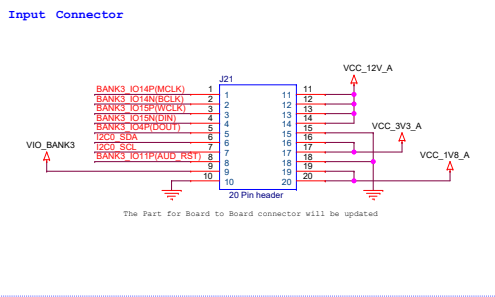 Input Connector
J21
VCC_12V_A
BANK3_IO14P(MCLK) 1 1 11 11
BANK3_IO14N(BCLK) 2 2 12 12
BANK3_IO15P(WCLK) 3 3 13 13
BANK3_IO15N(DIN) 4 4 14 14
BANK3_IO4P(DOUT) 5 5 15 15
VCC_3V3_A
I2C0_SDA 6 6 16 16
I2C0_SCL 7 7 17 17
VIO_BANK3
BANK3_IO11P(AUD_RST) 8 8 18 18
VCC_1V8_A
9 9 19 19
10 10 20 20
20 Pin header
The Part for Board to Board connector will be updated